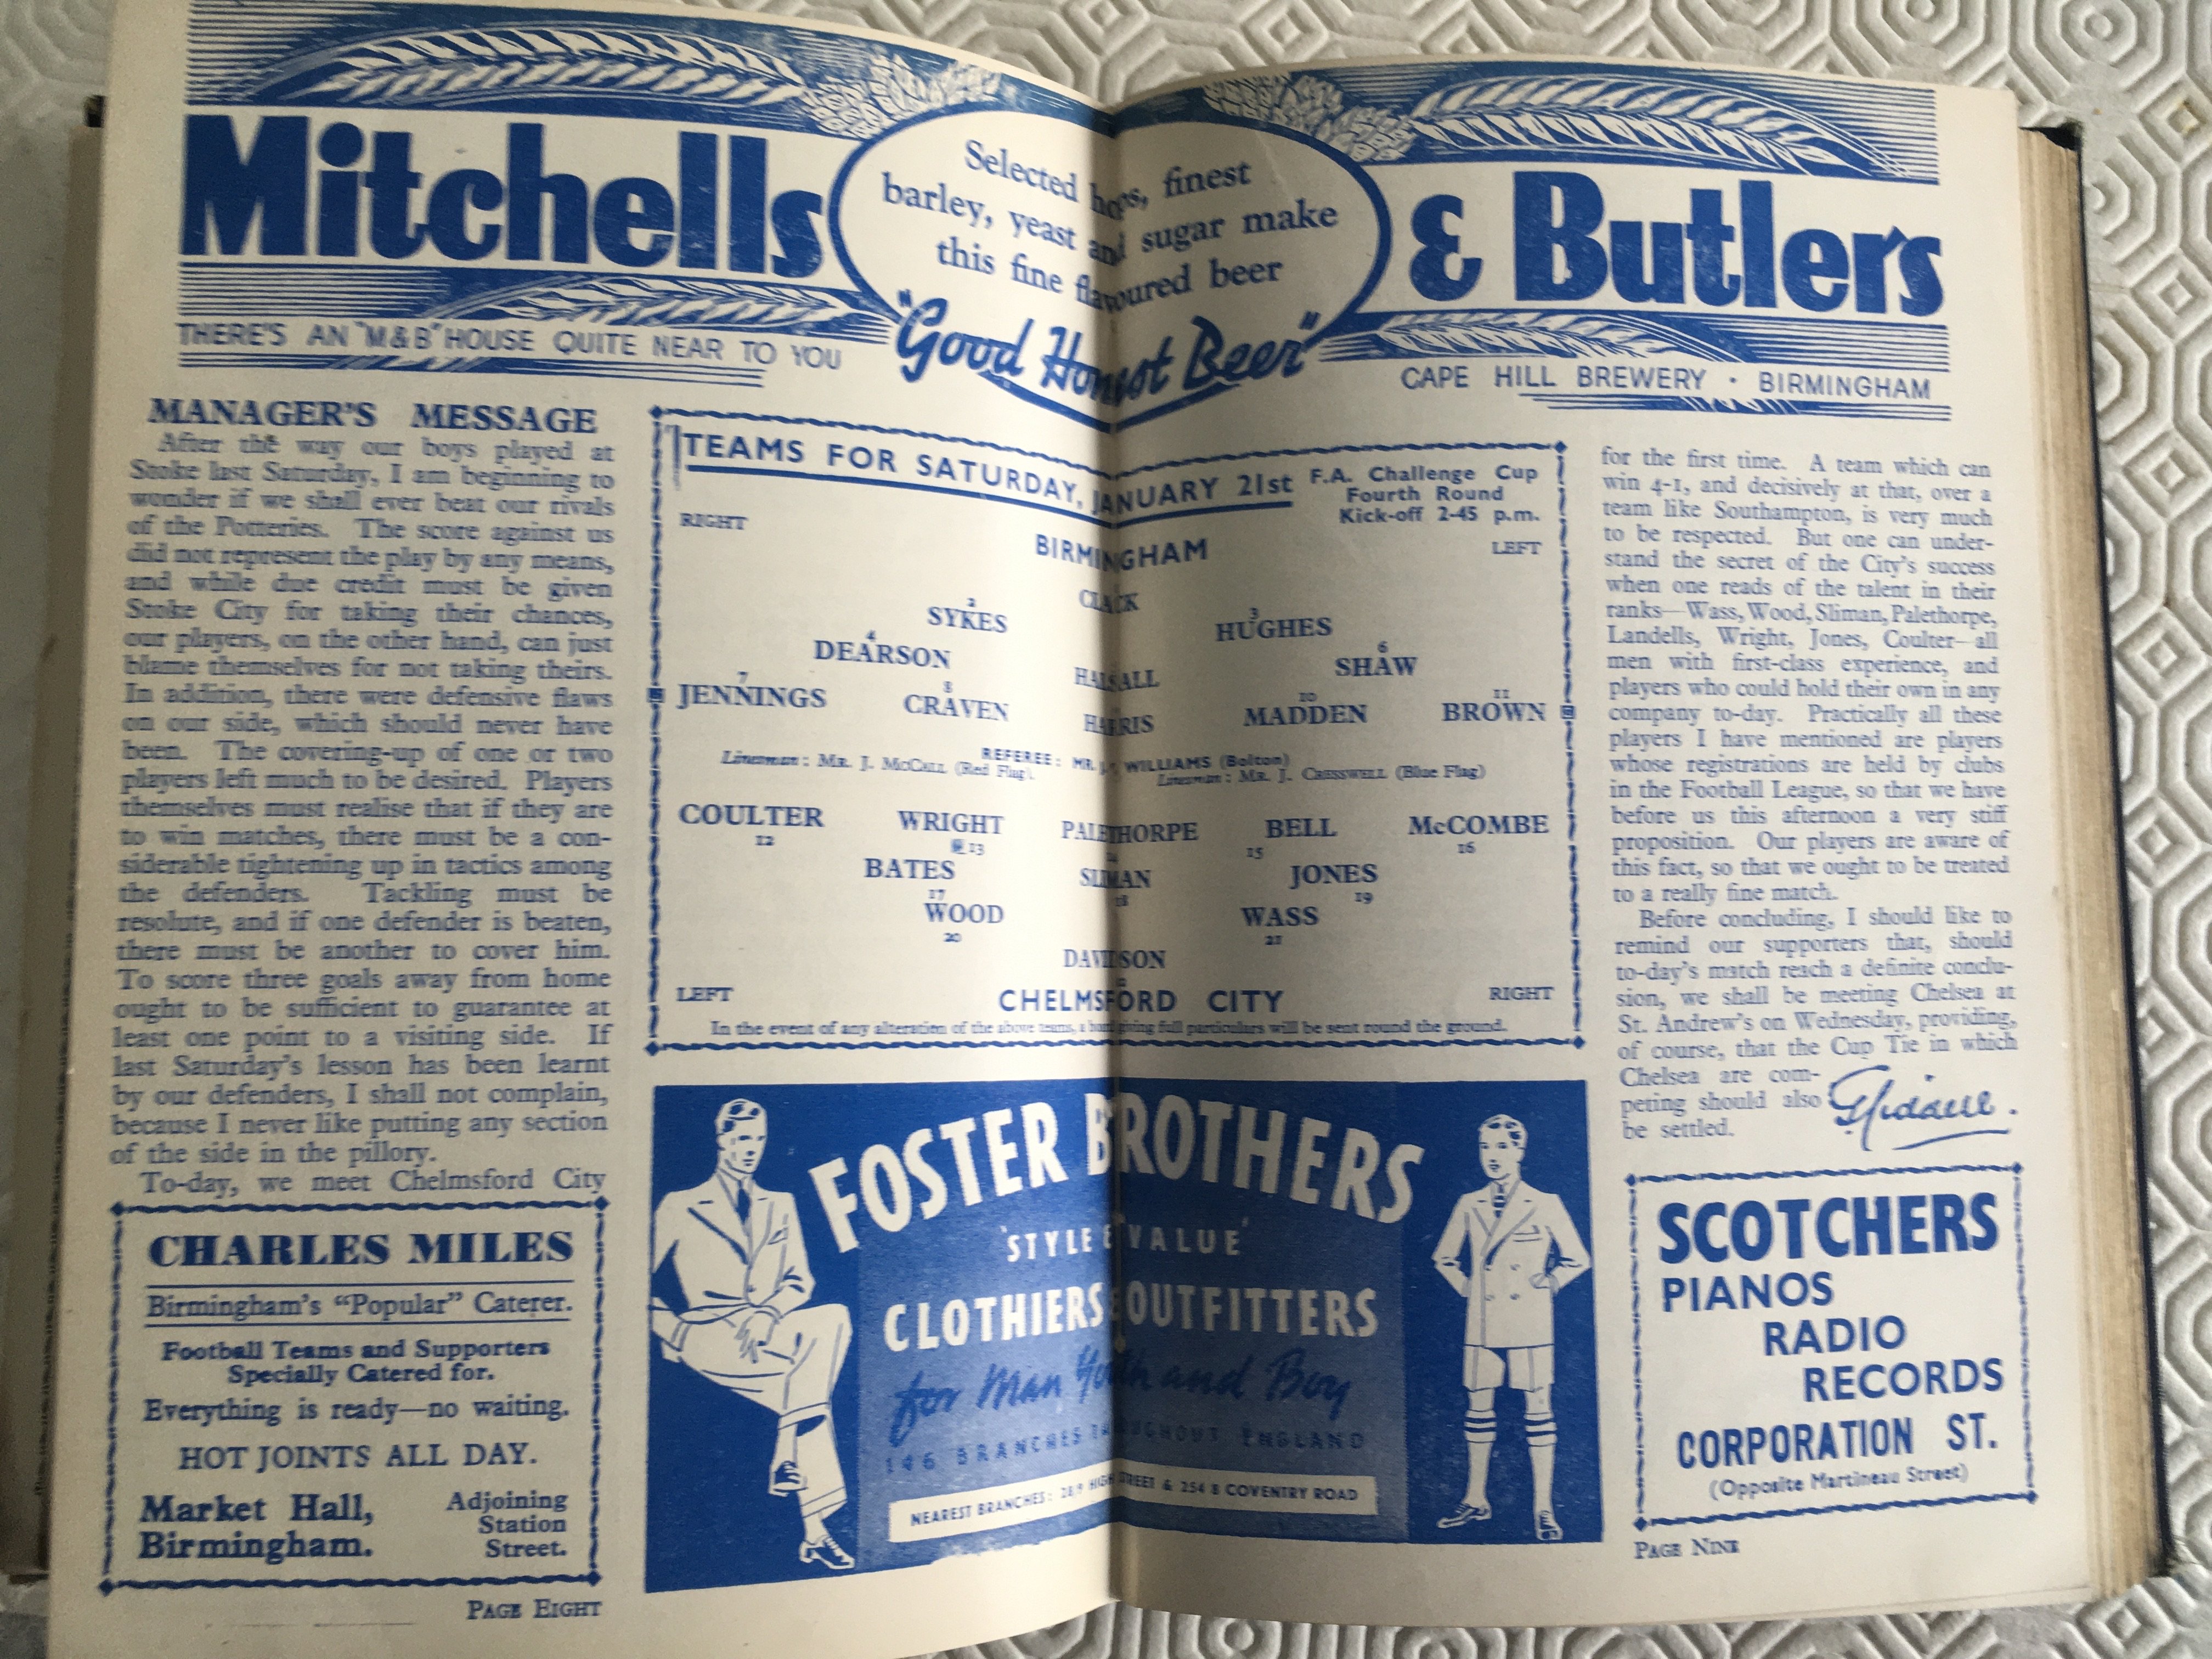 Mitchells & Butlers
Selected hops, finest
barley, yeast and sugar make
this fine flavoured beer
"Good Honest Beer"
THERE'S AN "M&B" HOUSE QUITE NEAR TO YOU
CAPE HILL BREWERY · BIRMINGHAM
MANAGER'S MESSAGE
After the way our boys played at
Stoke last Saturday, I am beginning to
wonder if we shall ever beat our rivals
of the Potteries. The score against us
did not represent the play by any means,
and while due credit must be given
Stoke City for taking their chances,
our players, on the other hand, can just
blame themselves for not taking theirs.
In addition, there were defensive flaws
on our side, which should never have
been. The covering-up of one or two
players left much to be desired. Players
themselves must realise that if they are
to win matches, there must be a con-
siderable tightening up in tactics among
the defenders. Tackling must be
resolute, and if one defender is beaten,
there must be another to cover him.
To score three goals away from home
ought to be sufficient to guarantee at
least one point to a visiting side. If
last Saturday's lesson has been learnt
by our defenders, I shall not complain,
because I never like putting any section
of the side in the pillory.
To-day, we meet Chelmsford City
CHARLES MILES
Birmingham's "Popular" Caterer.
Football Teams and Supporters
Specially Catered for.
Everything is ready—no waiting.
HOT JOINTS ALL DAY.
Market Hall,
Birmingham.
Adjoining
Station
Street.
PAGE EIGHT
TEAMS FOR SATURDAY, JANUARY 21st
F.A. Challenge Cup
Fourth Round
Kick-off 2-45 p.m.
RIGHT
BIRMINGHAM
LEFT
CLACK
2 3
SYKES HUGHES
4 6
DEARSON HALSALL SHAW
7 8 10 11
JENNINGS CRAVEN HARRIS MADDEN BROWN
REFEREE: MR. WILLIAMS (Bolton)
Linesman: MR. J. MCCALL (Red Flag). Linesman: MR. J. CRESSWELL (Blue Flag)
COULTER WRIGHT PALETHORPE BELL McCOMBE
12 13 14 15 16
BATES SLIMAN JONES
17 18 19
WOOD WASS
20 21
DAVIDSON
LEFT
CHELMSFORD CITY
RIGHT
In the event of any alteration of the above teams, a board giving full particulars will be sent round the ground.
FOSTER BROTHERS
'STYLE & VALUE'
CLOTHIERS & OUTFITTERS
for Man Youth and Boy
146 BRANCHES THROUGHOUT ENGLAND
NEAREST BRANCHES: 28/9 HIGH STREET & 254 B COVENTRY ROAD
for the first time. A team which can
win 4-1, and decisively at that, over a
team like Southampton, is very much
to be respected. But one can under-
stand the secret of the City's success
when one reads of the talent in their
ranks—Wass, Wood, Sliman, Palethorpe,
Landells, Wright, Jones, Coulter—all
men with first-class experience, and
players who could hold their own in any
company to-day. Practically all these
players I have mentioned are players
whose registrations are held by clubs
in the Football League, so that we have
before us this afternoon a very stiff
proposition. Our players are aware of
this fact, so that we ought to be treated
to a really fine match.
Before concluding, I should like to
remind our supporters that, should
to-day's match reach a definite conclu-
sion, we shall be meeting Chelsea at
St. Andrew's on Wednesday, providing,
of course, that the Cup Tie in which
Chelsea are com-
peting should also
be settled.
SCOTCHERS
PIANOS
RADIO
RECORDS
CORPORATION ST.
(Opposite Martineau Street)
PAGE NINE